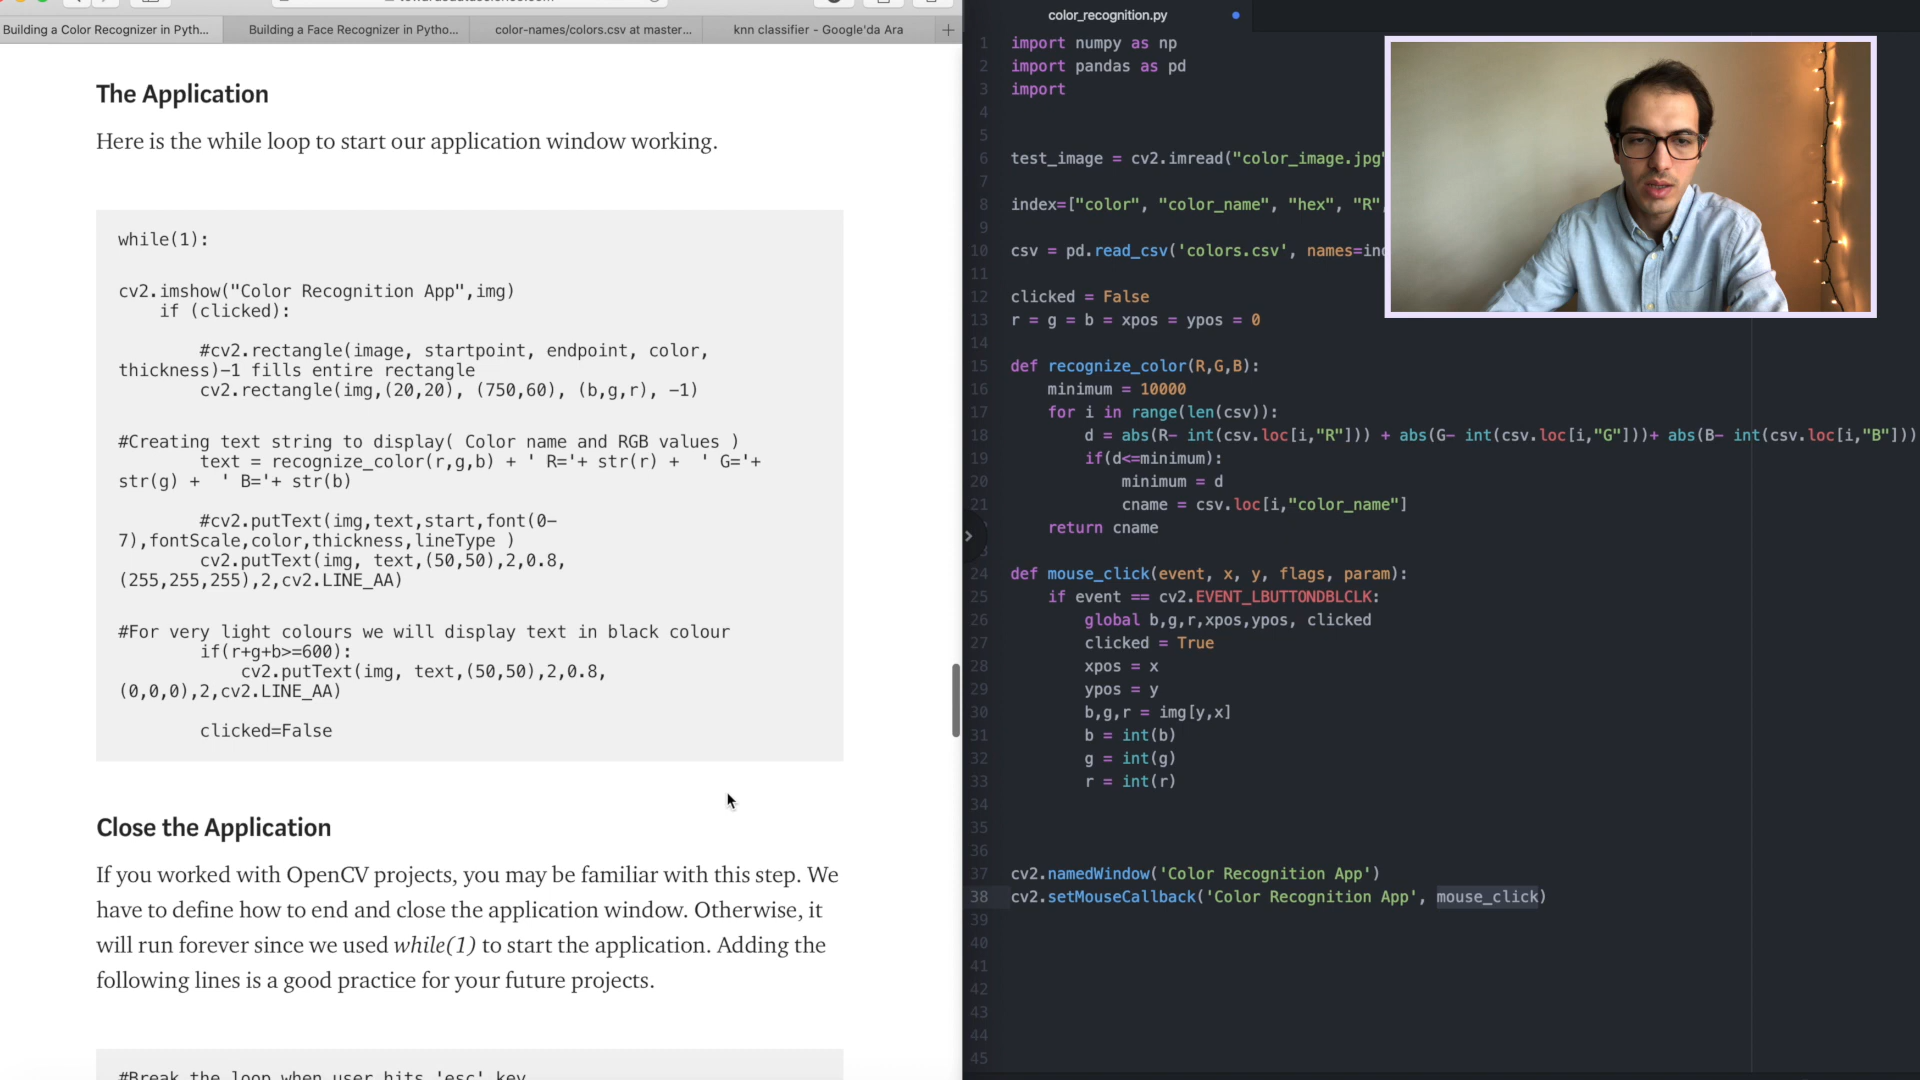 Building a Color Recognizer in Pyth...
Building a Face Recognizer in Pytho...
color-names/colors.csv at master...
knn classifier - Google'da Ara
The Application
Here is the while loop to start our application window working.
while(1):
cv2.imshow("Color Recognition App",img)
if (clicked):
#cv2.rectangle(image, startpoint, endpoint, color,
thickness)-1 fills entire rectangle
cv2.rectangle(img,(20,20), (750,60), (b,g,r), -1)
#Creating text string to display( Color name and RGB values )
text = recognize_color(r,g,b) + ' R='+ str(r) +  ' G='+
str(g) +  ' B='+ str(b)
#cv2.putText(img,text,start,font(0-
7),fontScale,color,thickness,lineType )
cv2.putText(img, text,(50,50),2,0.8,
(255,255,255),2,cv2.LINE_AA)
#For very light colours we will display text in black colour
if(r+g+b>=600):
cv2.putText(img, text,(50,50),2,0.8,
(0,0,0),2,cv2.LINE_AA)
clicked=False
Close the Application
If you worked with OpenCV projects, you may be familiar with this step. We
have to define how to end and close the application window. Otherwise, it
will run forever since we used while(1) to start the application. Adding the
following lines is a good practice for your future projects.
#Break the loop when user hits 'esc' key
color_recognition.py
1 import numpy as np
2 import pandas as pd
3 import
4
5
6 test_image = cv2.imread("color_image.jpg"
7
8 index=["color", "color_name", "hex", "R",
9
10 csv = pd.read_csv('colors.csv', names=ind
11
12 clicked = False
13 r = g = b = xpos = ypos = 0
14
15 def recognize_color(R,G,B):
16 minimum = 10000
17 for i in range(len(csv)):
18 d = abs(R- int(csv.loc[i,"R"])) + abs(G- int(csv.loc[i,"G"]))+ abs(B- int(csv.loc[i,"B"]))
19 if(d<=minimum):
20 minimum = d
21 cname = csv.loc[i,"color_name"]
return cname
24 def mouse_click(event, x, y, flags, param):
25 if event == cv2.EVENT_LBUTTONDBLCLK:
26 global b,g,r,xpos,ypos, clicked
27 clicked = True
28 xpos = x
29 ypos = y
30 b,g,r = img[y,x]
31 b = int(b)
32 g = int(g)
33 r = int(r)
34
35
36
37 cv2.namedWindow('Color Recognition App')
38 cv2.setMouseCallback('Color Recognition App', mouse_click)
39
40
41
42
43
44
45